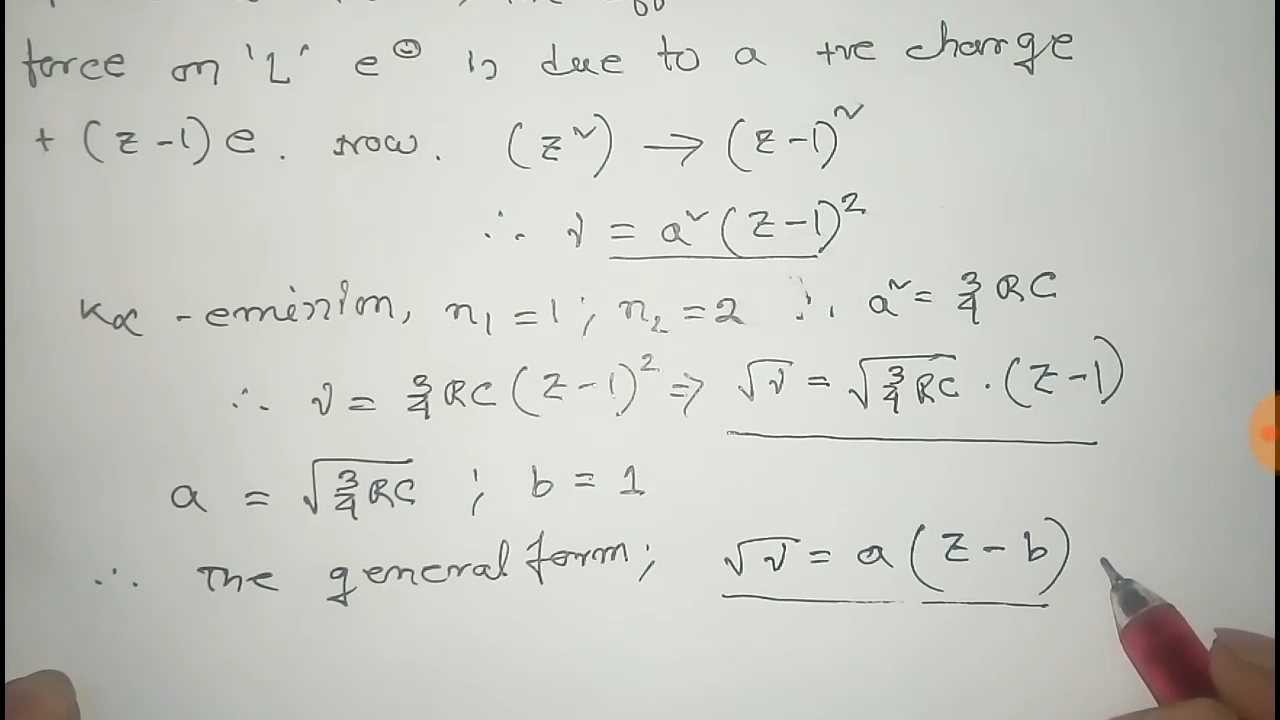 force on 'L' e⊖ is due to a +ve charge
+ (Z-1)e. Now. (Z²) → (Z-1)²
∴ ν = a²(Z-1)²
Kα - emission, n₁ = 1 ; n₂ = 2 ∴ a² = 3/4 RC
∴ ν = 3/4 RC (Z-1)² ⇒ √ν = √(3/4 RC) · (Z-1)
a = √(3/4 RC) ; b = 1
∴ The general form; √ν = a(Z-b)